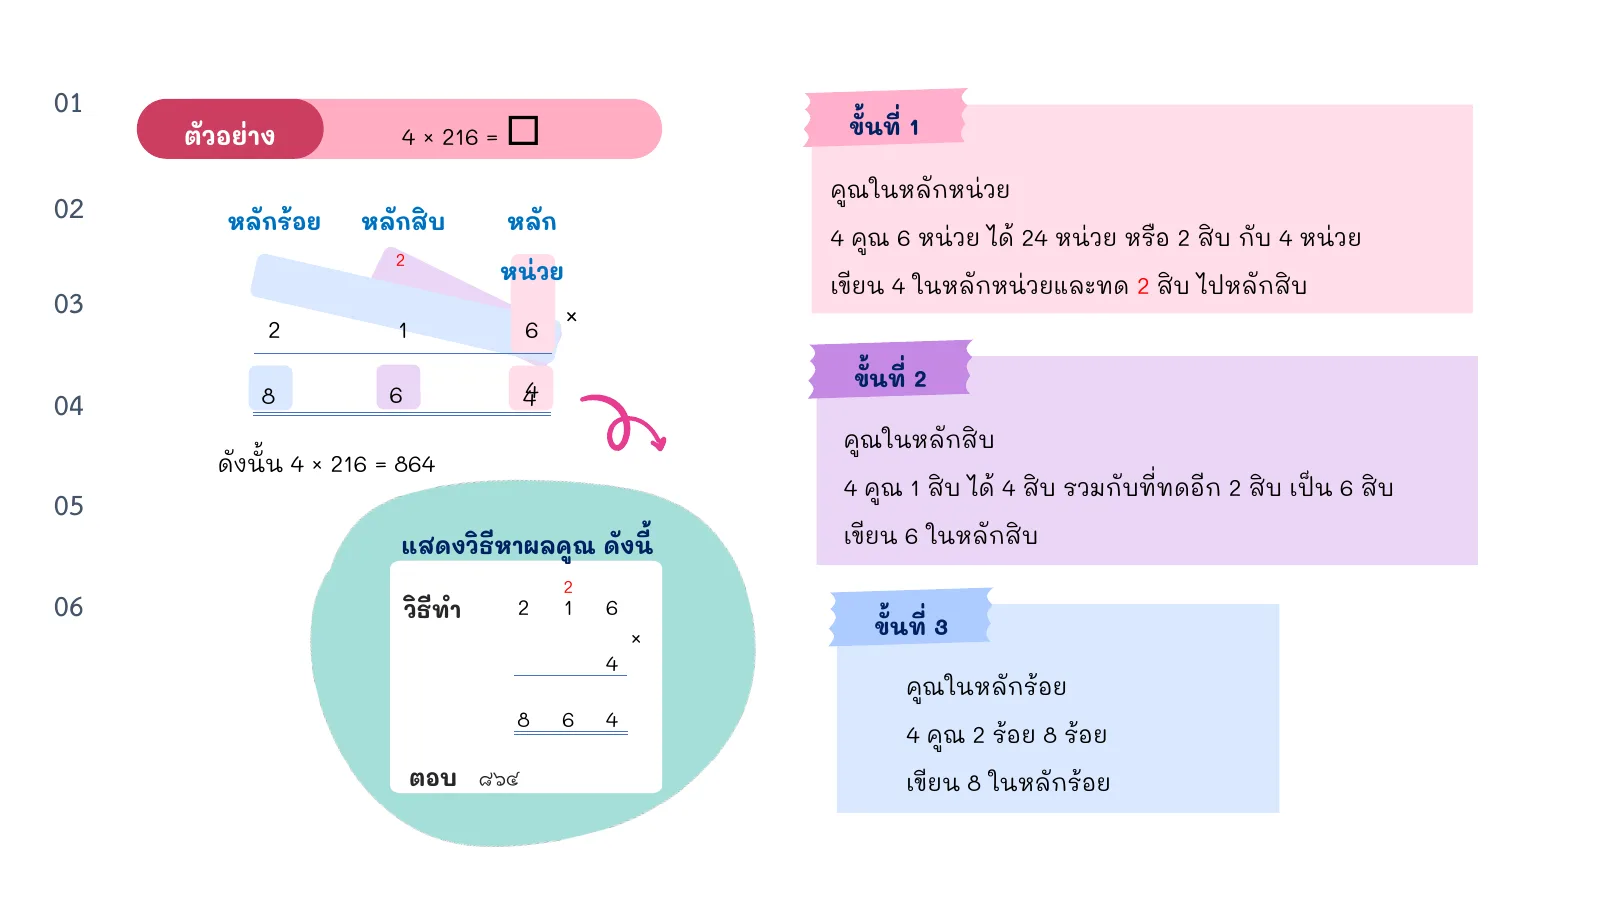 01
02
03
04
05
06
ตัวอย่าง
4 × 216 = □
หลักร้อย หลักสิบ หลัก
หน่วย
2
2 1 6 ×
8 6 4
4
ดังนั้น 4 × 216 = 864
แสดงวิธีหาผลคูณ ดังนี้
2
วิธีทำ 2 1 6
×
4
8 6 4
ตอบ ๘๖๔
ขั้นที่ 1
คูณในหลักหน่วย
4 คูณ 6 หน่วย ได้ 24 หน่วย หรือ 2 สิบ กับ 4 หน่วย
เขียน 4 ในหลักหน่วยและทด 2 สิบ ไปหลักสิบ
ขั้นที่ 2
คูณในหลักสิบ
4 คูณ 1 สิบ ได้ 4 สิบ รวมกับที่ทดอีก 2 สิบ เป็น 6 สิบ
เขียน 6 ในหลักสิบ
ขั้นที่ 3
คูณในหลักร้อย
4 คูณ 2 ร้อย 8 ร้อย
เขียน 8 ในหลักร้อย